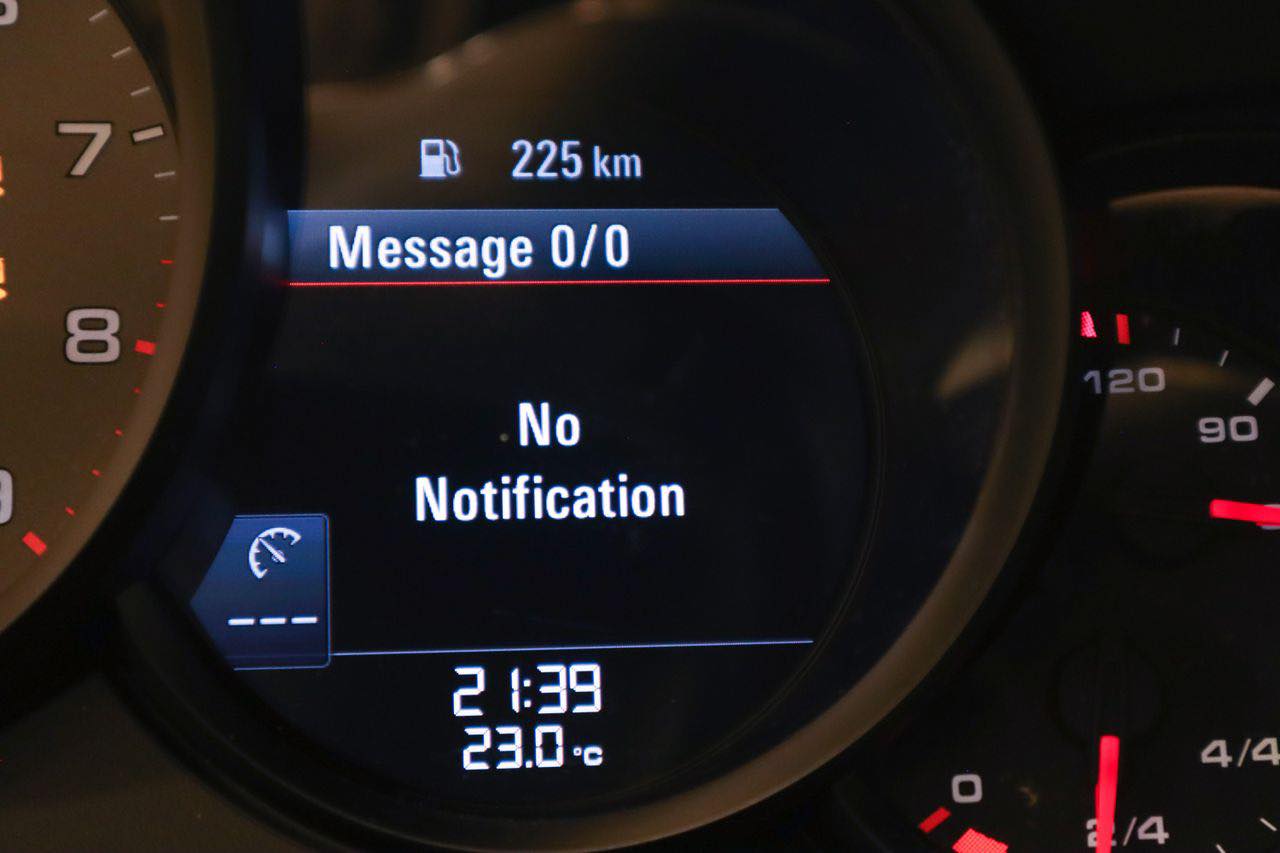 225 km
Message 0/0
No
Notification
---
21:39
23.0 °C
7
8
120
90
0
2/4
4/4